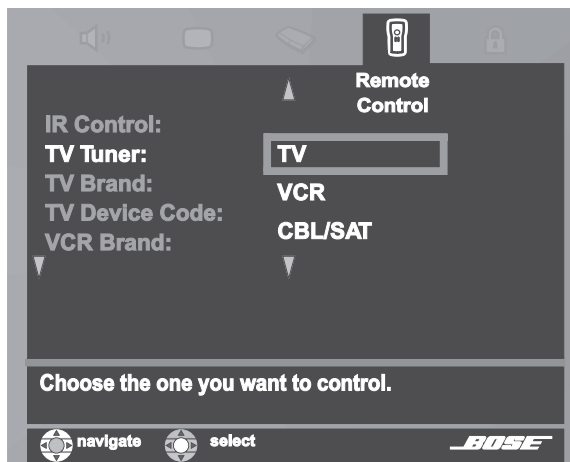 Remote
Control
IR Control:
TV Tuner:
TV
TV Brand:
VCR
TV Device Code:
CBL/SAT
VCR Brand:
Choose the one you want to control.
navigate
select
BOSE